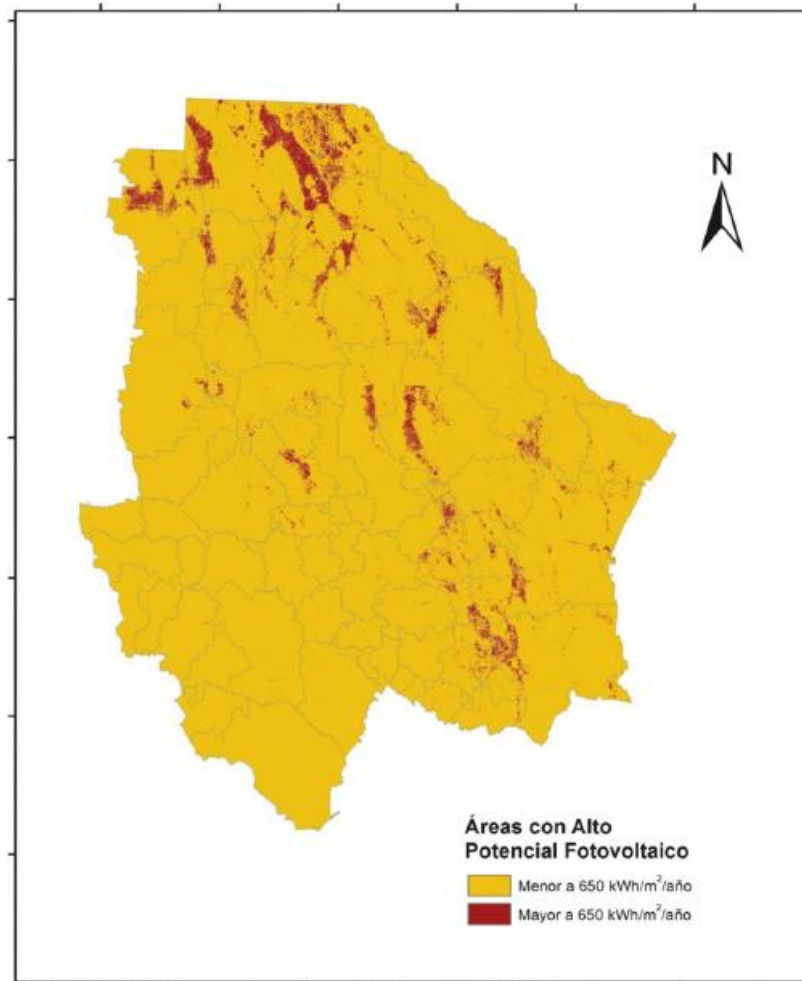 N
Áreas con Alto
Potencial Fotovoltaico
Menor a 650 kWh/m²/año
Mayor a 650 kWh/m²/año